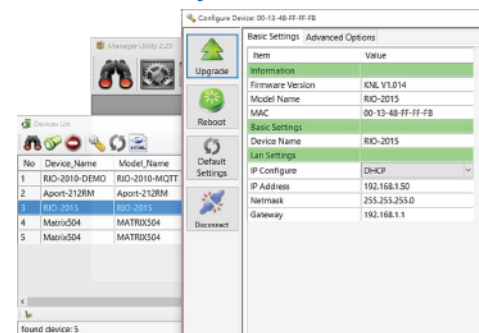 Configure Device: 00-13-48-FF-FF-FB
Manager Utility 2.25
Basic Settings Advanced Options
Upgrade
Reboot
Default
Settings
Disconnect
Item Value
Information
Firmware Version KNL V1.014
Model Name RIO-2015
MAC 00-13-48-FF-FF-FB
Basic Settings
Device Name RIO-2015
Lan Settings
IP Configure DHCP
IP Address 192.168.1.50
Netmask 255.255.255.0
Gateway 192.168.1.1
Devices List
No Device_Name Model_Name
1 RIO-2010-DEMO RIO-2010-MQTT
2 Aport-212RM Aport-212RM
3 RIO-2015 RIO-2015
4 Matrix504 MATRIX504
5 Matrix504 MATRIX504
found device: 5